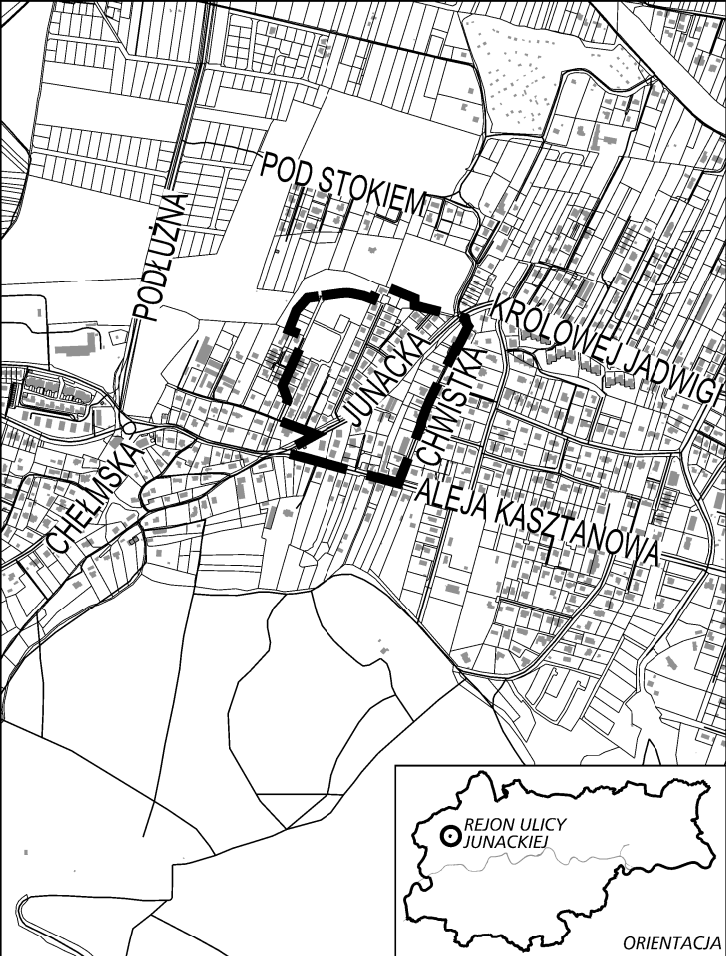 POD STOKIEM
PODŁUŻNA
KRÓLOWEJ JADWIGI
JUNACKA
CHWISTKA
CHEŁMSKA
ALEJA KASZTANOWA
REJON ULICY
JUNACKIEJ
ORIENTACJA